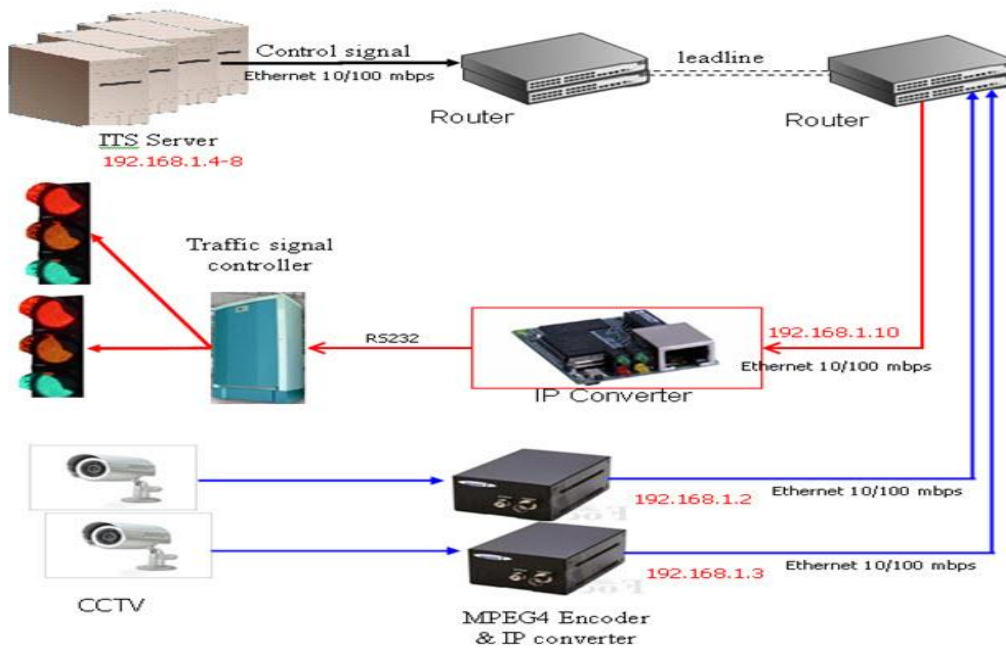 Control signal
Ethernet 10/100 mbps
leadline
Router
Router
ITS Server
192.168.1.4-8
Traffic signal
controller
RS232
192.168.1.10
Ethernet 10/100 mbps
IP Converter
192.168.1.2
Ethernet 10/100 mbps
192.168.1.3
Ethernet 10/100 mbps
CCTV
MPEG4 Encoder
& IP converter